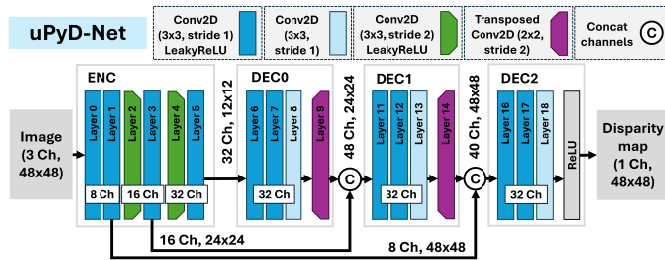 uPyD-Net
Conv2D
(3x3, stride 1)
LeakyReLU
Conv2D
(3x3,
stride 1)
Conv2D
(3x3, stride 2)
LeakyReLU
Transposed
Conv2D (2x2,
stride 2)
Concat
channels
C
Image
(3 Ch,
48x48)
ENC
Layer 0
Layer 1
Layer 2
Layer 3
Layer 4
Layer 5
8 Ch
16 Ch
32 Ch
32 Ch, 12x12
DEC0
Layer 6
Layer 7
Layer 8
Layer 9
32 Ch
48 Ch, 24x24
C
DEC1
Layer 11
Layer 12
Layer 13
Layer 14
32 Ch
40 Ch, 48x48
C
DEC2
Layer 16
Layer 17
Layer 18
ReLU
32 Ch
Disparity
map
(1 Ch,
48x48)
16 Ch, 24x24
8 Ch, 48x48